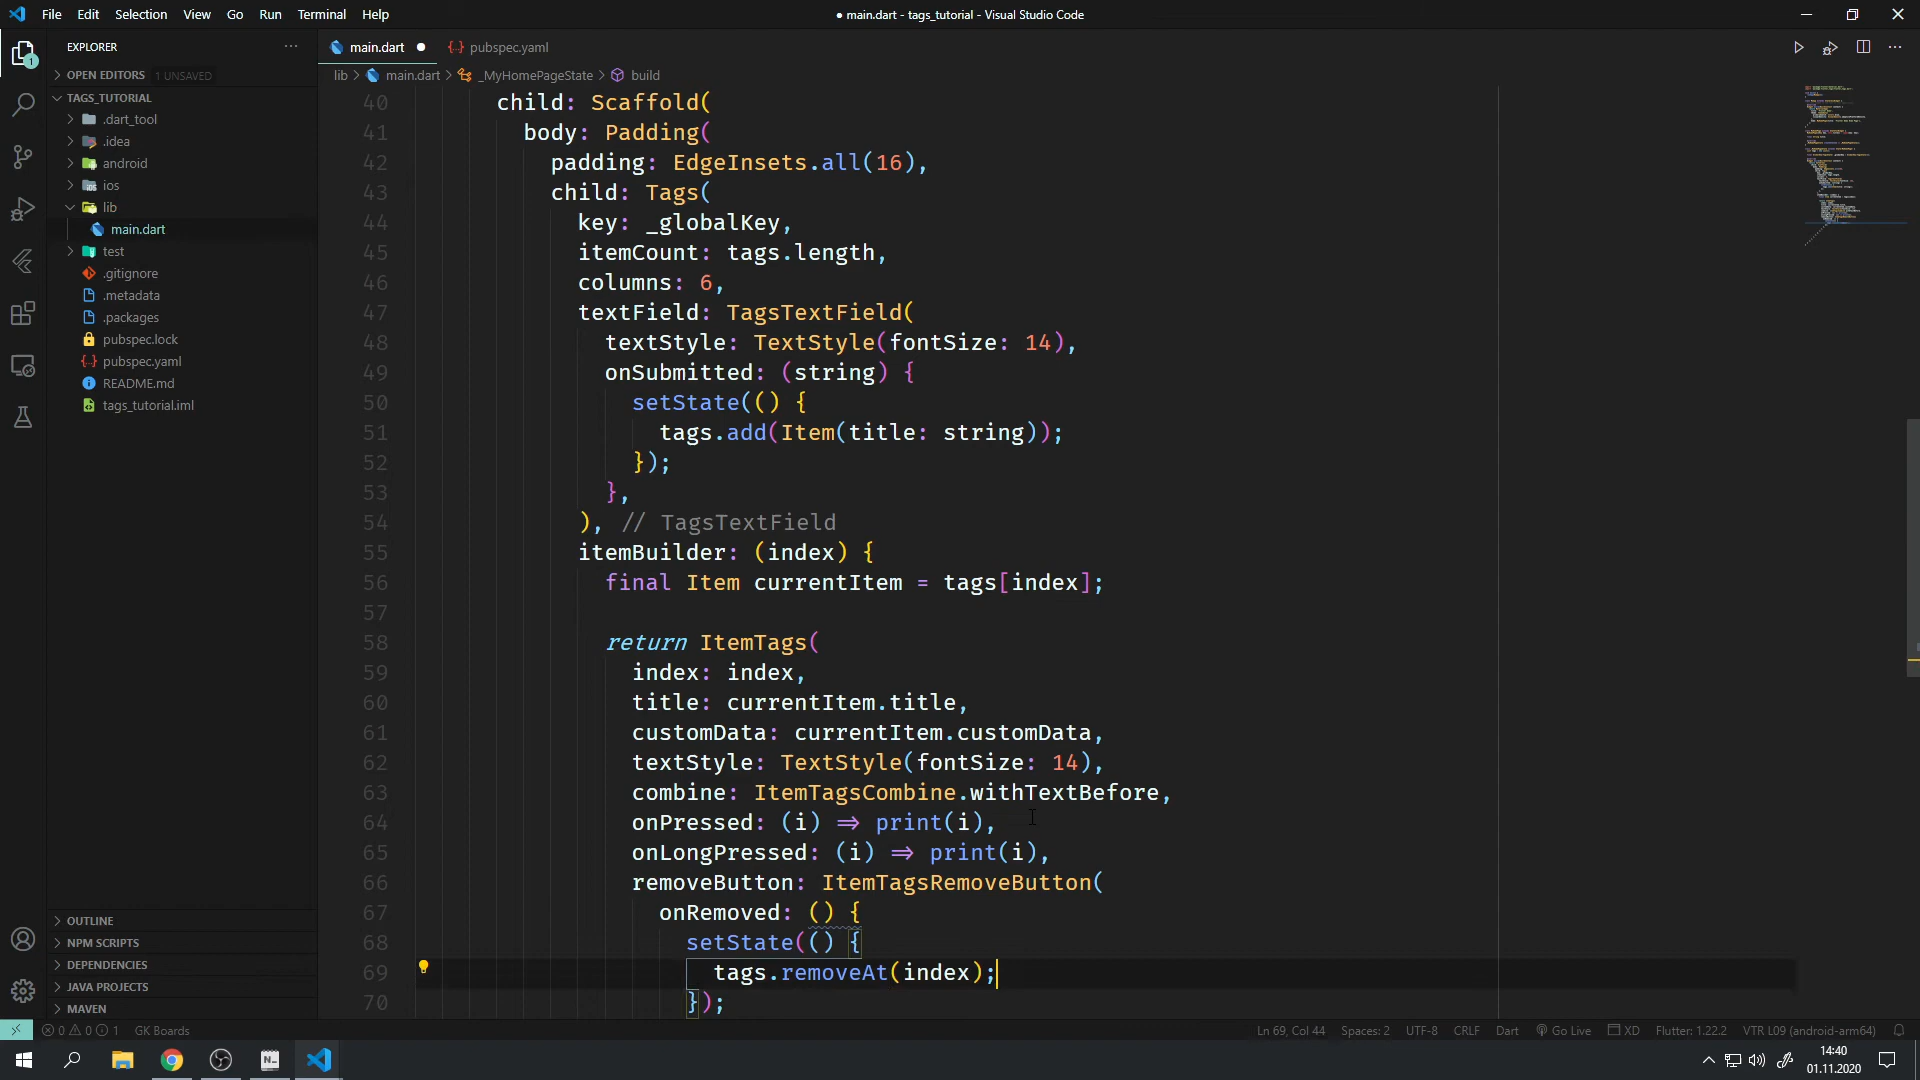 File Edit Selection View Go Run Terminal Help
● main.dart - tags_tutorial - Visual Studio Code
EXPLORER
main.dart
pubspec.yaml
OPEN EDITORS 1 UNSAVED
lib > main.dart > _MyHomePageState > build
TAGS_TUTORIAL
.dart_tool
.idea
android
ios
lib
main.dart
test
.gitignore
.metadata
.packages
pubspec.lock
pubspec.yaml
README.md
tags_tutorial.iml
OUTLINE
NPM SCRIPTS
DEPENDENCIES
JAVA PROJECTS
MAVEN
40 child: Scaffold(
41 body: Padding(
42 padding: EdgeInsets.all(16),
43 child: Tags(
44 key: _globalKey,
45 itemCount: tags.length,
46 columns: 6,
47 textField: TagsTextField(
48 textStyle: TextStyle(fontSize: 14),
49 onSubmitted: (string) {
50 setState(() {
51 tags.add(Item(title: string));
52 });
53 },
54 ), // TagsTextField
55 itemBuilder: (index) {
56 final Item currentItem = tags[index];
57
58 return ItemTags(
59 index: index,
60 title: currentItem.title,
61 customData: currentItem.customData,
62 textStyle: TextStyle(fontSize: 14),
63 combine: ItemTagsCombine.withTextBefore,
64 onPressed: (i) => print(i),
65 onLongPressed: (i) => print(i),
66 removeButton: ItemTagsRemoveButton(
67 onRemoved: () {
68 setState(() {
69 tags.removeAt(index);
70 });
0 0 1 GK Boards
Ln 69, Col 44 Spaces: 2 UTF-8 CRLF Dart Go Live XD Flutter: 1.22.2 VTR L09 (android-arm64)
14:40
01.11.2020